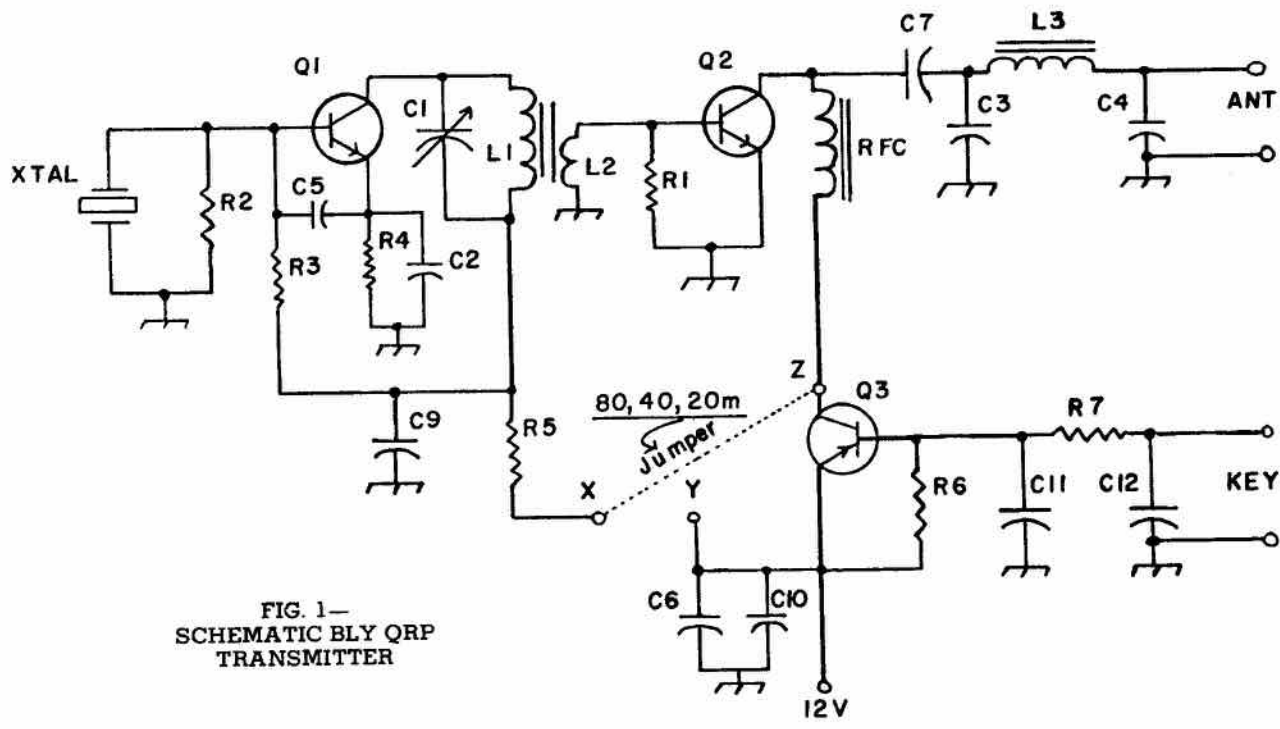 C7
L3
Q1
Q2
C1
C3
C4
ANT
RFC
XTAL
L1
L2
R1
C5
R2
R4
R3
C2
Z
Q3
80, 40, 20m
Jumper
R7
C9
R5
X
Y
R6
C11
C12
KEY
C6
C10
FIG. 1—
SCHEMATIC BLY QRP
TRANSMITTER
12V